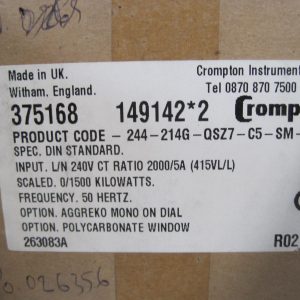 Made in UK.
Witham, England.
Crompton Instrument
Tel 0870 870 7500
375168 149142*2 Cromp
PRODUCT CODE - 244-214G-QSZ7-C5-SM-
SPEC. DIN STANDARD.
INPUT. L/N 240V CT RATIO 2000/5A (415VL/L)
SCALED. 0/1500 KILOWATTS.
FREQUENCY. 50 HERTZ.
OPTION. AGGREKO MONO ON DIAL
OPTION. POLYCARBONATE WINDOW
263083A R02
026356